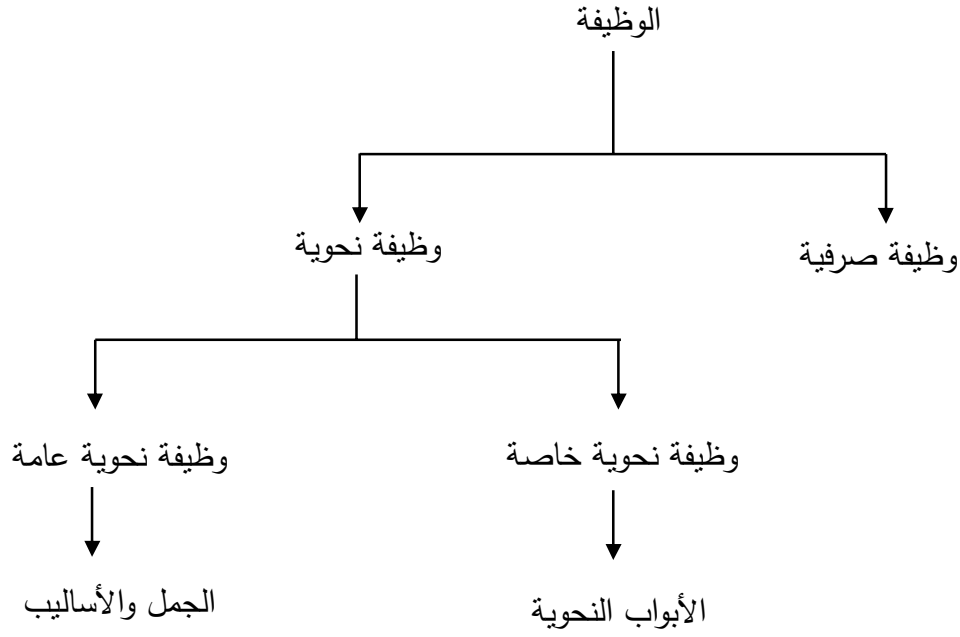 الوظيفة
وظيفة صرفية
وظيفة نحوية
وظيفة نحوية خاصة
وظيفة نحوية عامة
الأبواب النحوية
الجمل والأساليب